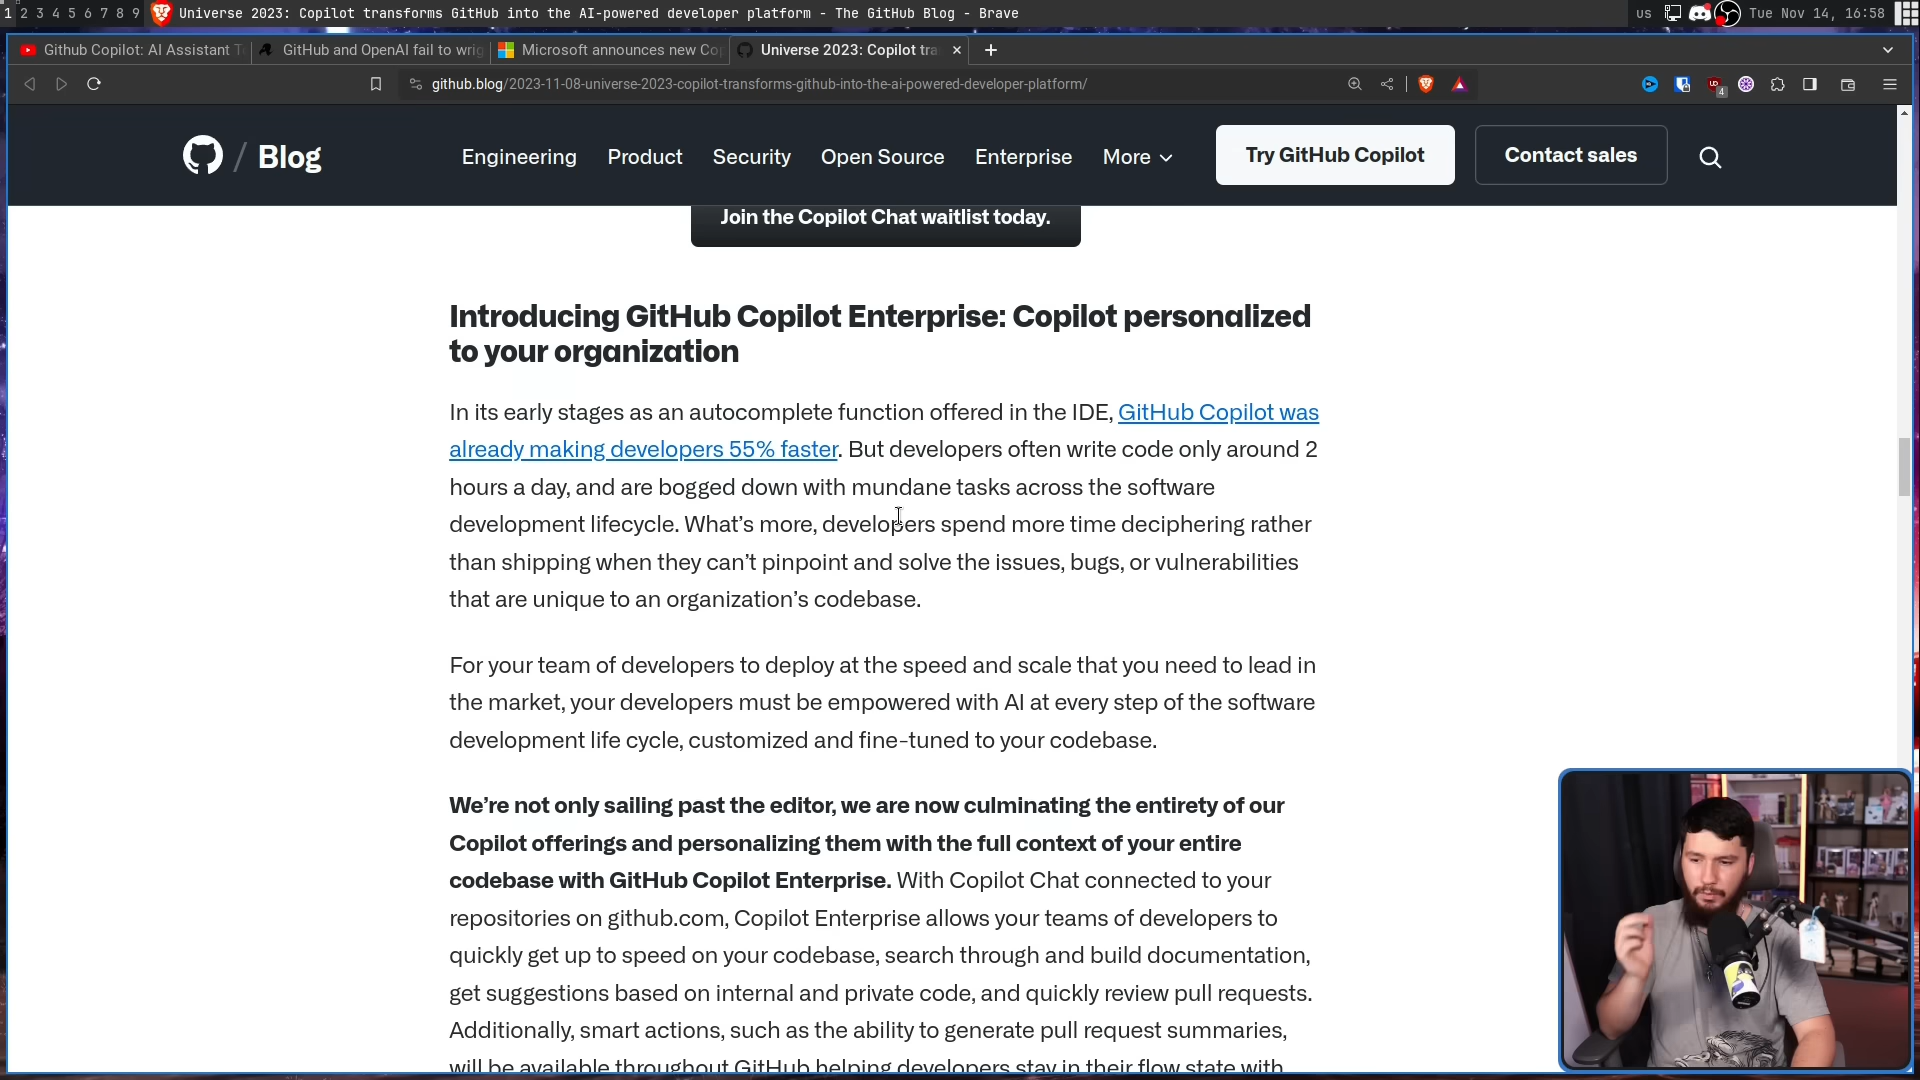 1 2 3 4 5 6 7 8 9 Universe 2023: Copilot transforms GitHub into the AI-powered developer platform - The GitHub Blog - Brave us Tue Nov 14, 16:58
Github Copilot: AI Assistant T GitHub and OpenAI fail to wrig Microsoft announces new Cop Universe 2023: Copilot tra
github.blog/2023-11-08-universe-2023-copilot-transforms-github-into-the-ai-powered-developer-platform/ 4
/ Blog Engineering Product Security Open Source Enterprise More Try GitHub Copilot Contact sales
Join the Copilot Chat waitlist today.
Introducing GitHub Copilot Enterprise: Copilot personalized
to your organization
In its early stages as an autocomplete function offered in the IDE, GitHub Copilot was
already making developers 55% faster. But developers often write code only around 2
hours a day, and are bogged down with mundane tasks across the software
development lifecycle. What’s more, developers spend more time deciphering rather
than shipping when they can’t pinpoint and solve the issues, bugs, or vulnerabilities
that are unique to an organization’s codebase.
For your team of developers to deploy at the speed and scale that you need to lead in
the market, your developers must be empowered with AI at every step of the software
development life cycle, customized and fine-tuned to your codebase.
We’re not only sailing past the editor, we are now culminating the entirety of our
Copilot offerings and personalizing them with the full context of your entire
codebase with GitHub Copilot Enterprise. With Copilot Chat connected to your
repositories on github.com, Copilot Enterprise allows your teams of developers to
quickly get up to speed on your codebase, search through and build documentation,
get suggestions based on internal and private code, and quickly review pull requests.
Additionally, smart actions, such as the ability to generate pull request summaries,
will be available throughout GitHub helping developers stay in their flow state with